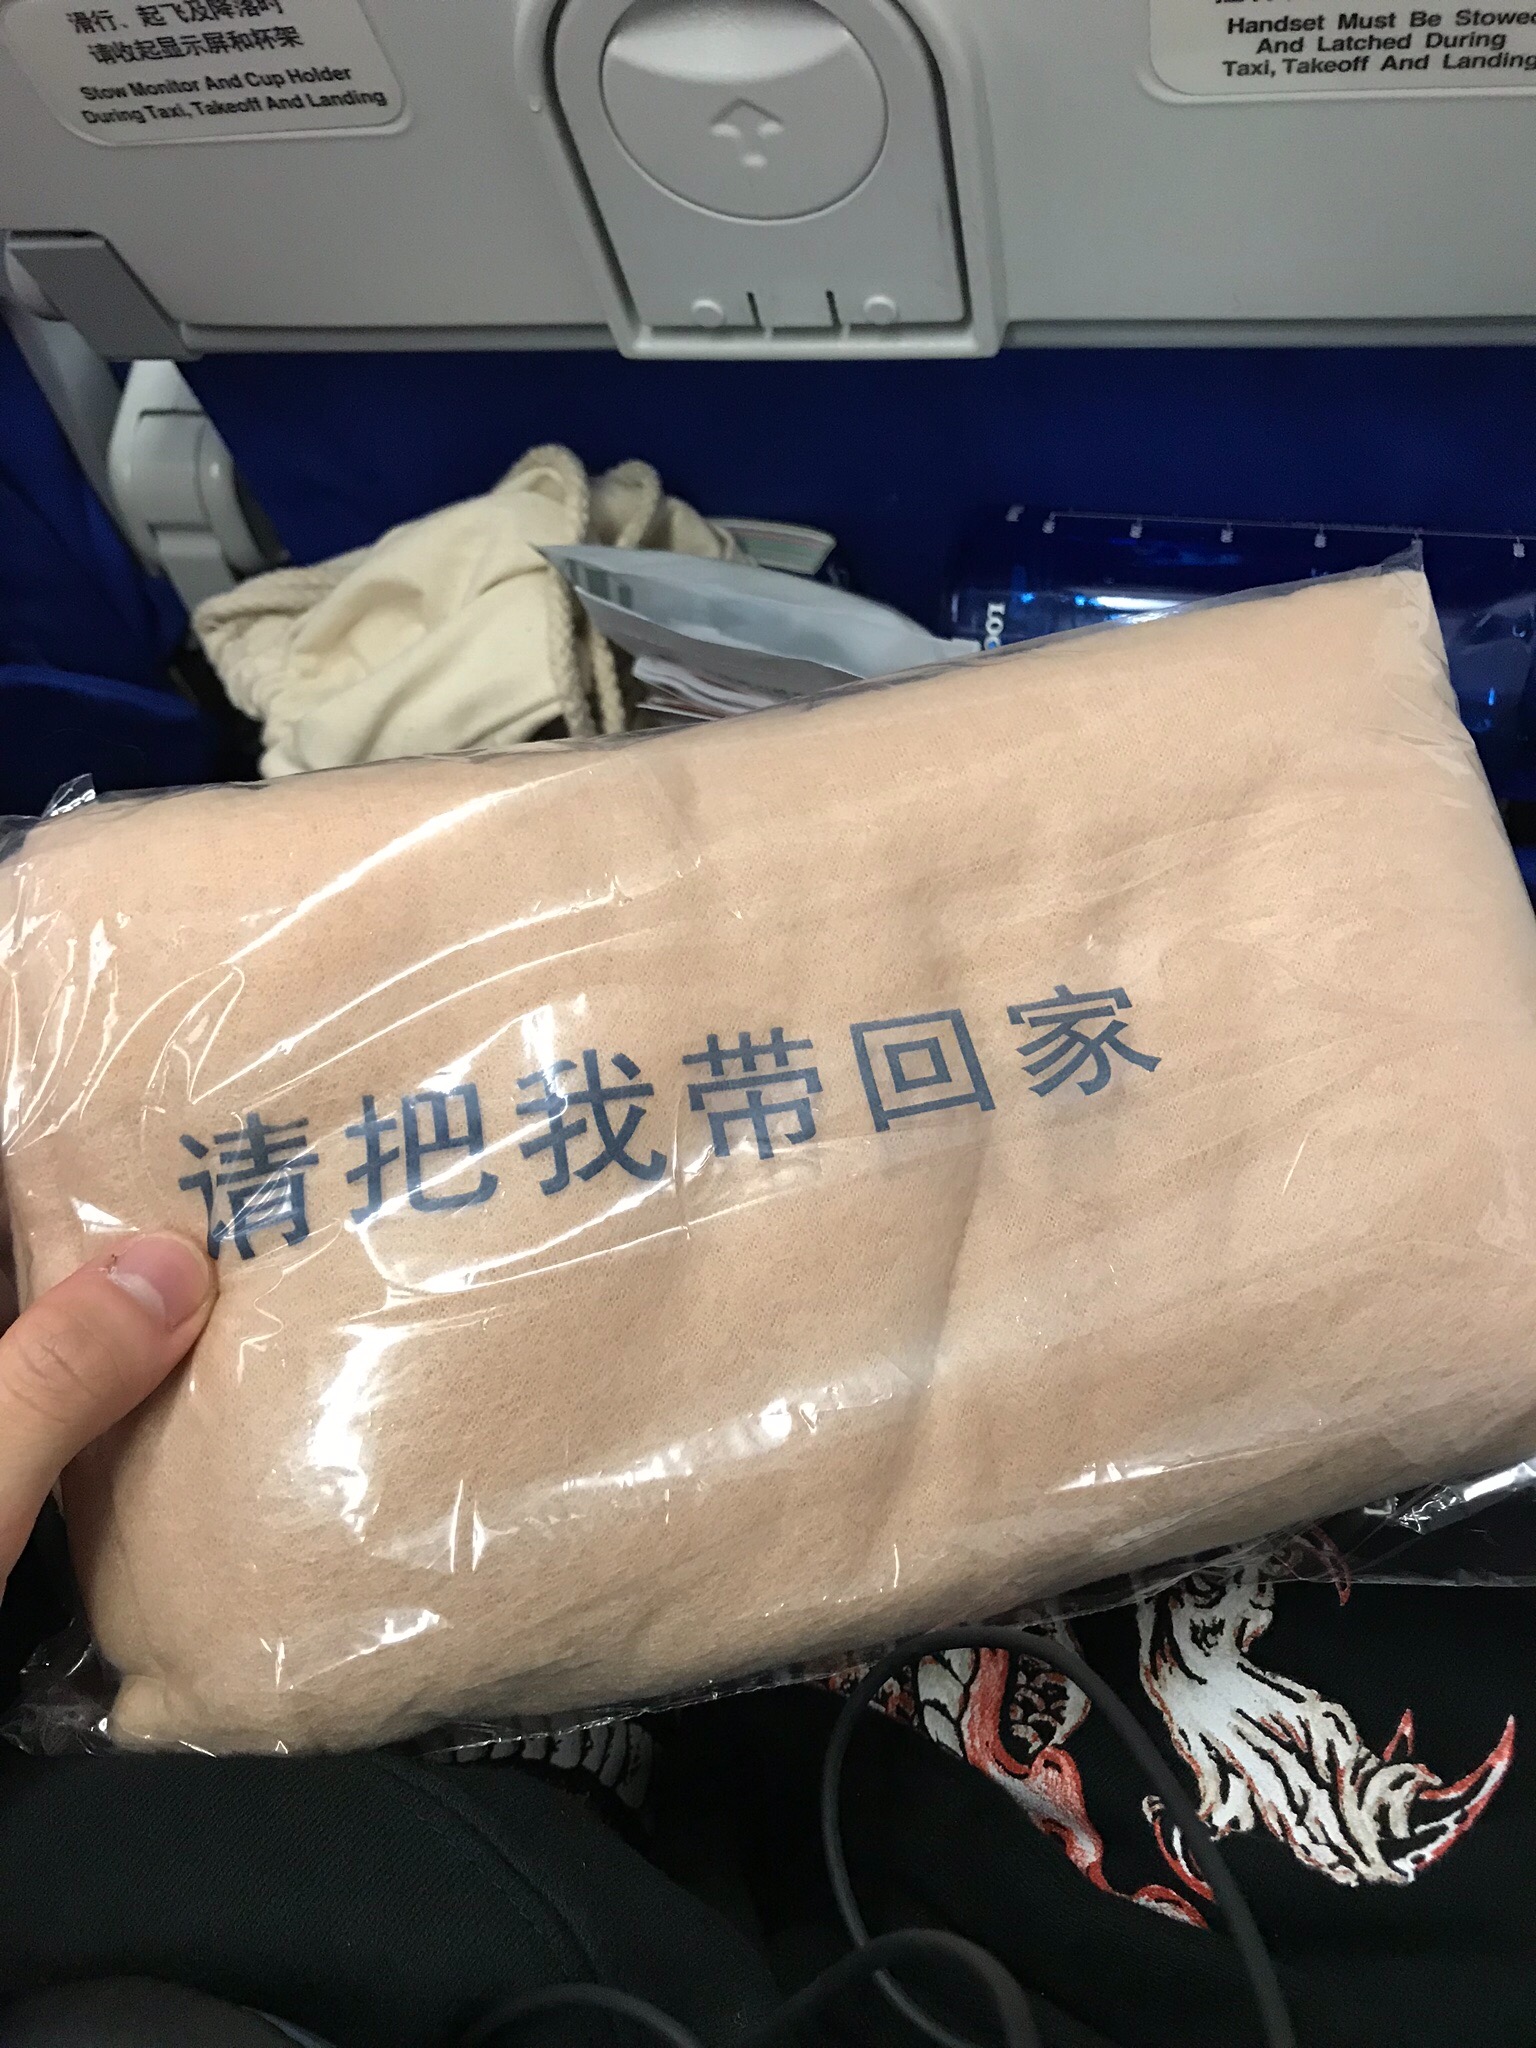 滑行、起飞及降落时
请收起显示屏和杯架
Stow Monitor And Cup Holder
During Taxi, Takeoff And Landing
Handset Must Be Stowed
And Latched During
Taxi, Takeoff And Landing
请把我带回家